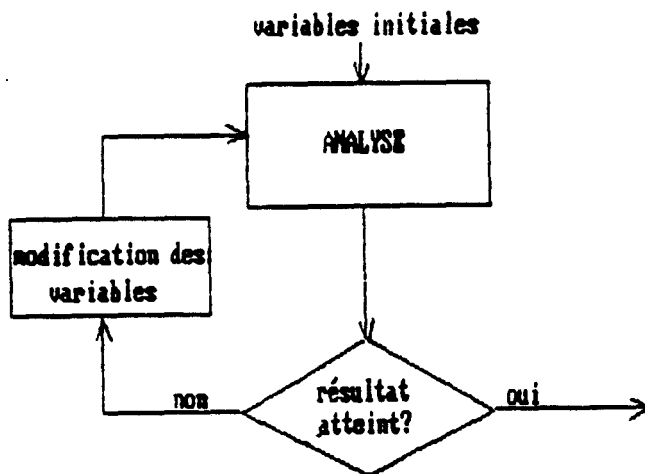 variables initiales
ANALYSE
modification des
variables
non
résultat
atteint?
oui